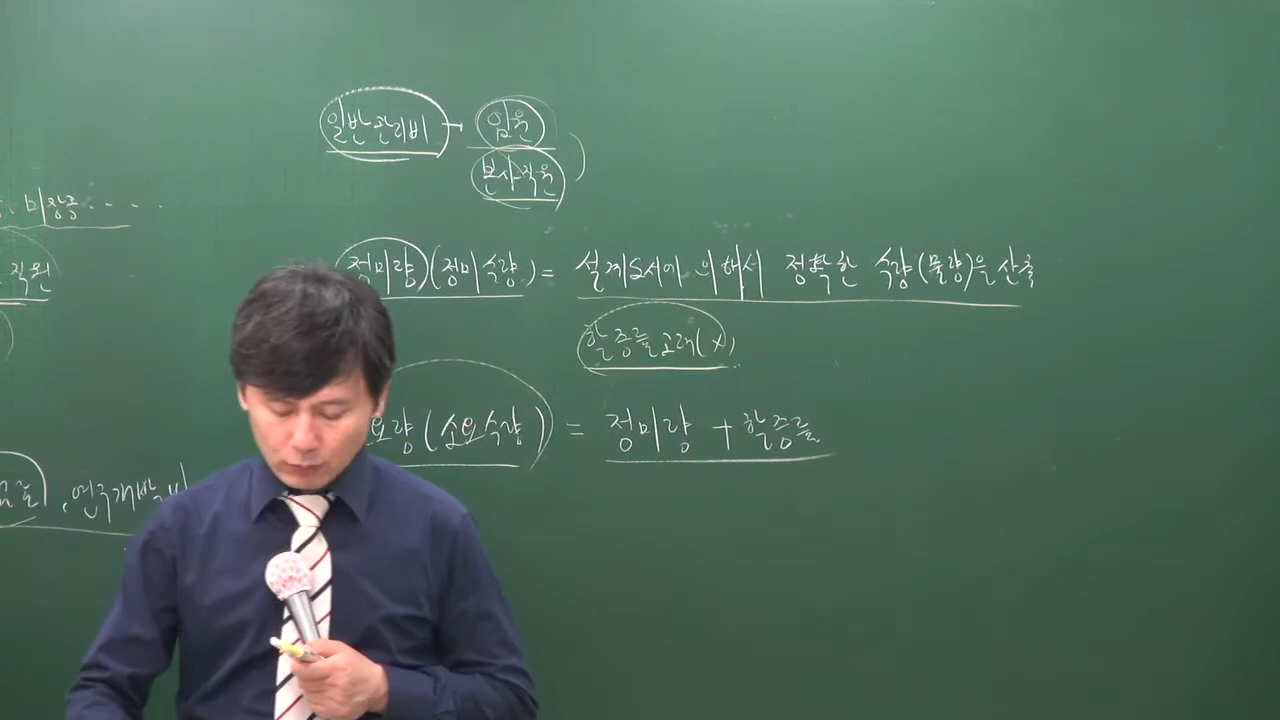 일반관리비 - 임원
본사직원
미장공 . . . . .
직원
정미량 (정미수량) = 설계도서에 의해서 정확한 수량(물량)을 산출
할증률고려(X)
요량 (소요수량) = 정미량 + 할증률
, 연구개발비